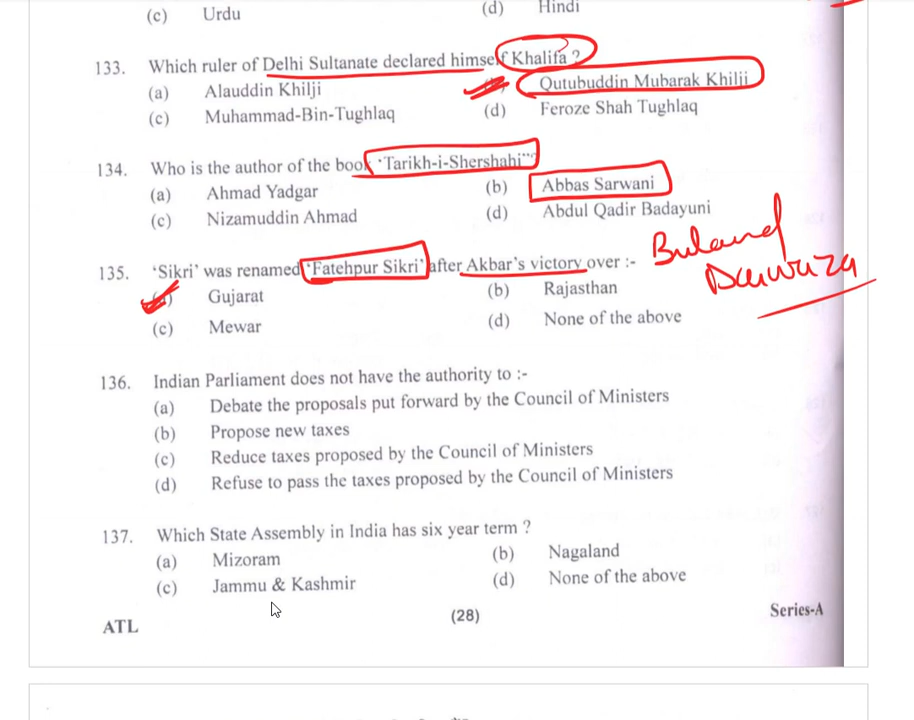 (c) Urdu (d) Hindi
133. Which ruler of Delhi Sultanate declared himself Khalifa ?
(a) Alauddin Khilji Qutubuddin Mubarak Khilji
(c) Muhammad-Bin-Tughlaq (d) Feroze Shah Tughlaq
134. Who is the author of the book 'Tarikh-i-Shershahi'?
(a) Ahmad Yadgar (b) Abbas Sarwani
(c) Nizamuddin Ahmad (d) Abdul Qadir Badayuni
135. 'Sikri' was renamed 'Fatehpur Sikri' after Akbar's victory over :-
Buland
Darwaza
Gujarat (b) Rajasthan
(c) Mewar (d) None of the above
136. Indian Parliament does not have the authority to :-
(a) Debate the proposals put forward by the Council of Ministers
(b) Propose new taxes
(c) Reduce taxes proposed by the Council of Ministers
(d) Refuse to pass the taxes proposed by the Council of Ministers
137. Which State Assembly in India has six year term ?
(a) Mizoram (b) Nagaland
(c) Jammu & Kashmir (d) None of the above
ATL (28) Series-A